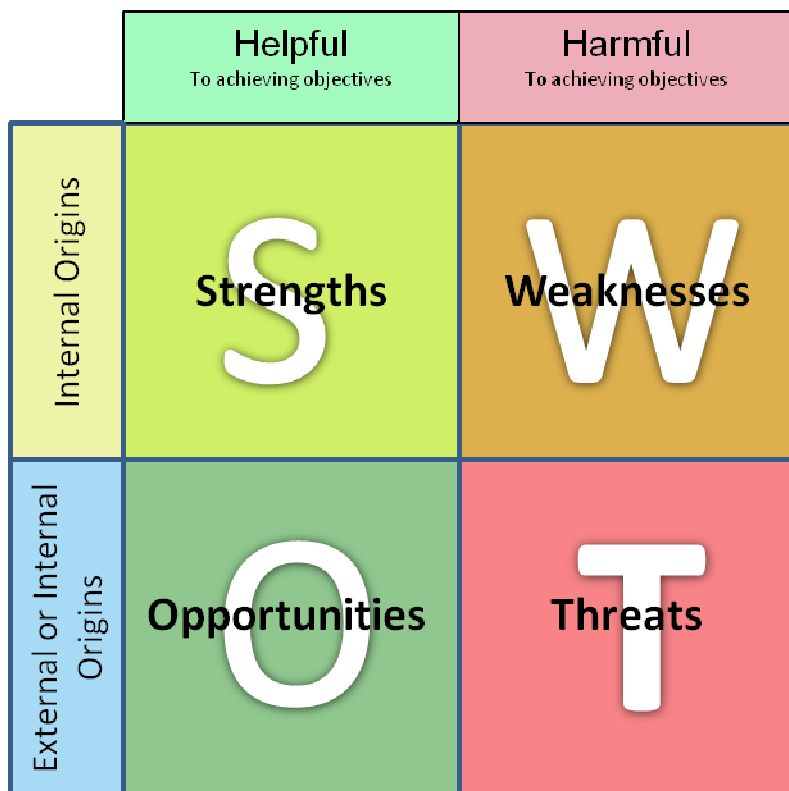 Helpful
To achieving objectives
Harmful
To achieving objectives
Internal Origins
S
Strengths
W
Weaknesses
External or Internal
Origins
O
Opportunities
T
Threats